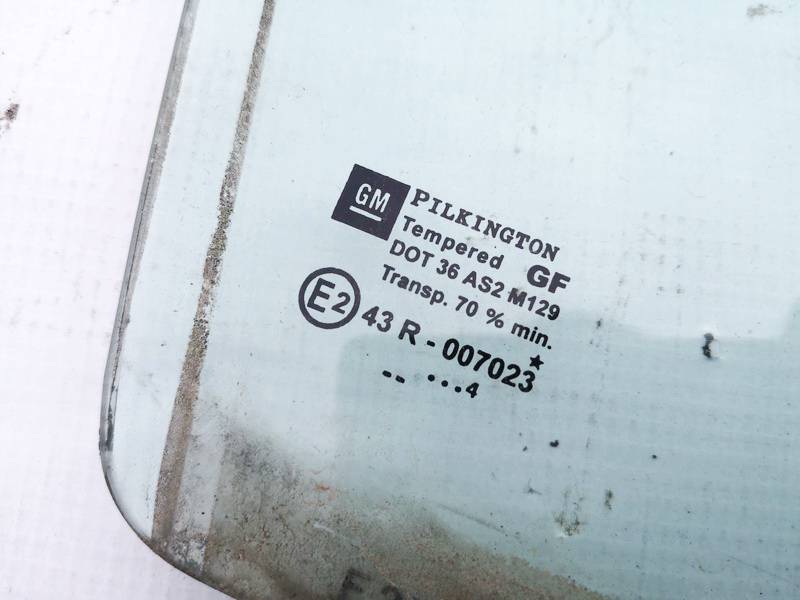 GM PILKINGTON
Tempered GF
DOT 36 AS2 M129
Transp. 70 % min.
E2 43 R - 007023*
-- ...4